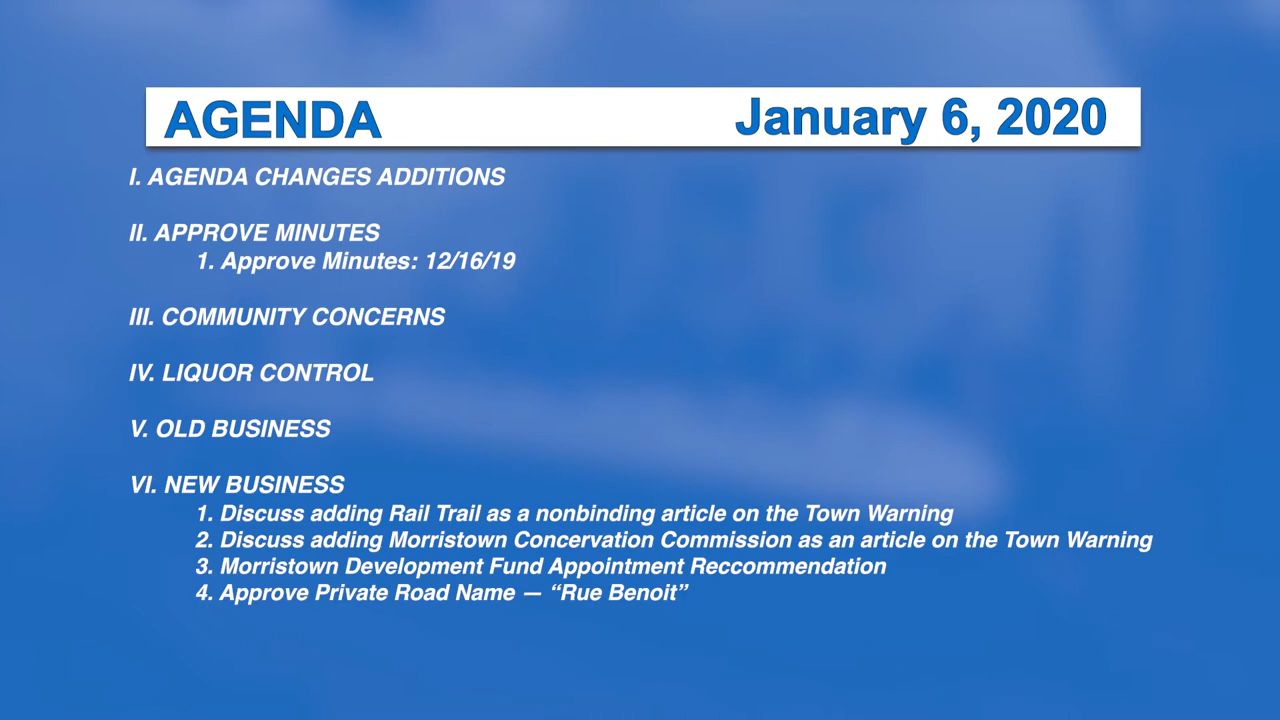 AGENDA January 6, 2020
I. AGENDA CHANGES ADDITIONS
II. APPROVE MINUTES
1. Approve Minutes: 12/16/19
III. COMMUNITY CONCERNS
IV. LIQUOR CONTROL
V. OLD BUSINESS
VI. NEW BUSINESS
1. Discuss adding Rail Trail as a nonbinding article on the Town Warning
2. Discuss adding Morristown Concervation Commission as an article on the Town Warning
3. Morristown Development Fund Appointment Reccommendation
4. Approve Private Road Name — “Rue Benoit”